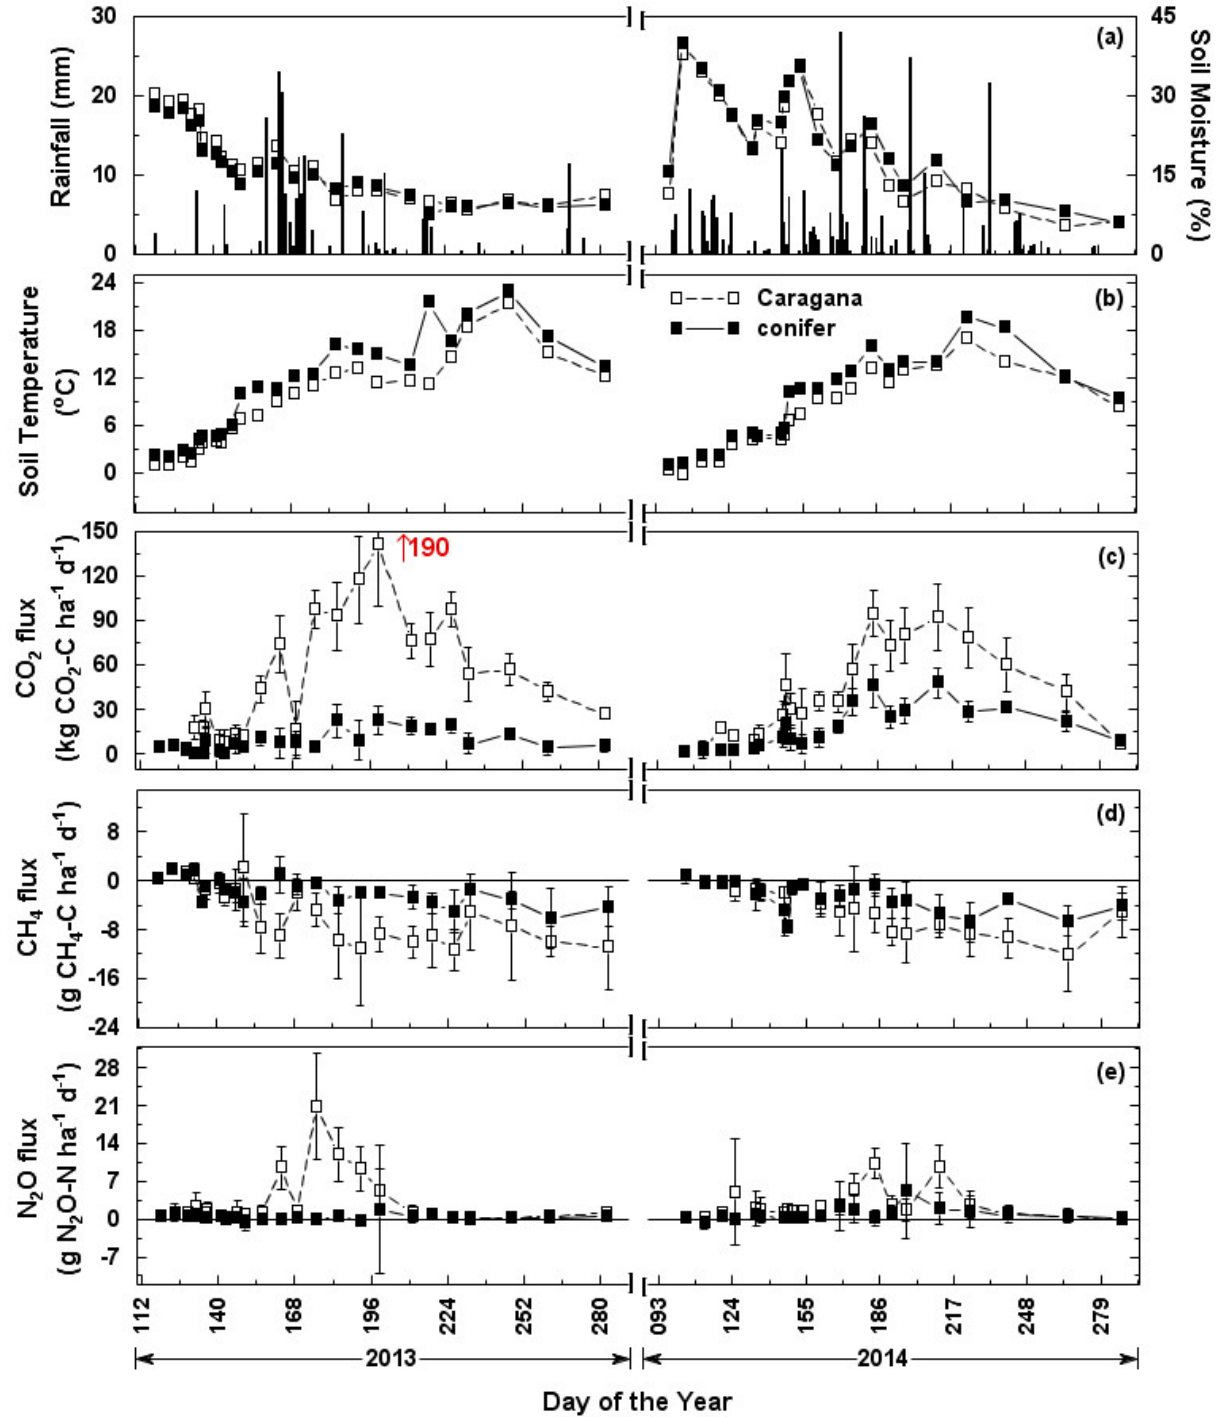 30
45
(a)
Rainfall (mm)
Soil Moisture (%)
20
30
10
15
0
0
24
(b)
Caragana
conifer
18
12
6
0
Soil Temperature
(ºC)
150
↑190
(c)
120
90
60
30
0
CO₂ flux
(kg CO₂-C ha⁻¹ d⁻¹)
(d)
8
0
-8
-16
-24
CH₄ flux
(g CH₄-C ha⁻¹ d⁻¹)
28
(e)
21
14
7
0
-7
N₂O flux
(g N₂O-N ha⁻¹ d⁻¹)
112 140 168 196 224 252 280 093 124 155 186 217 248 279
2013 2014
Day of the Year